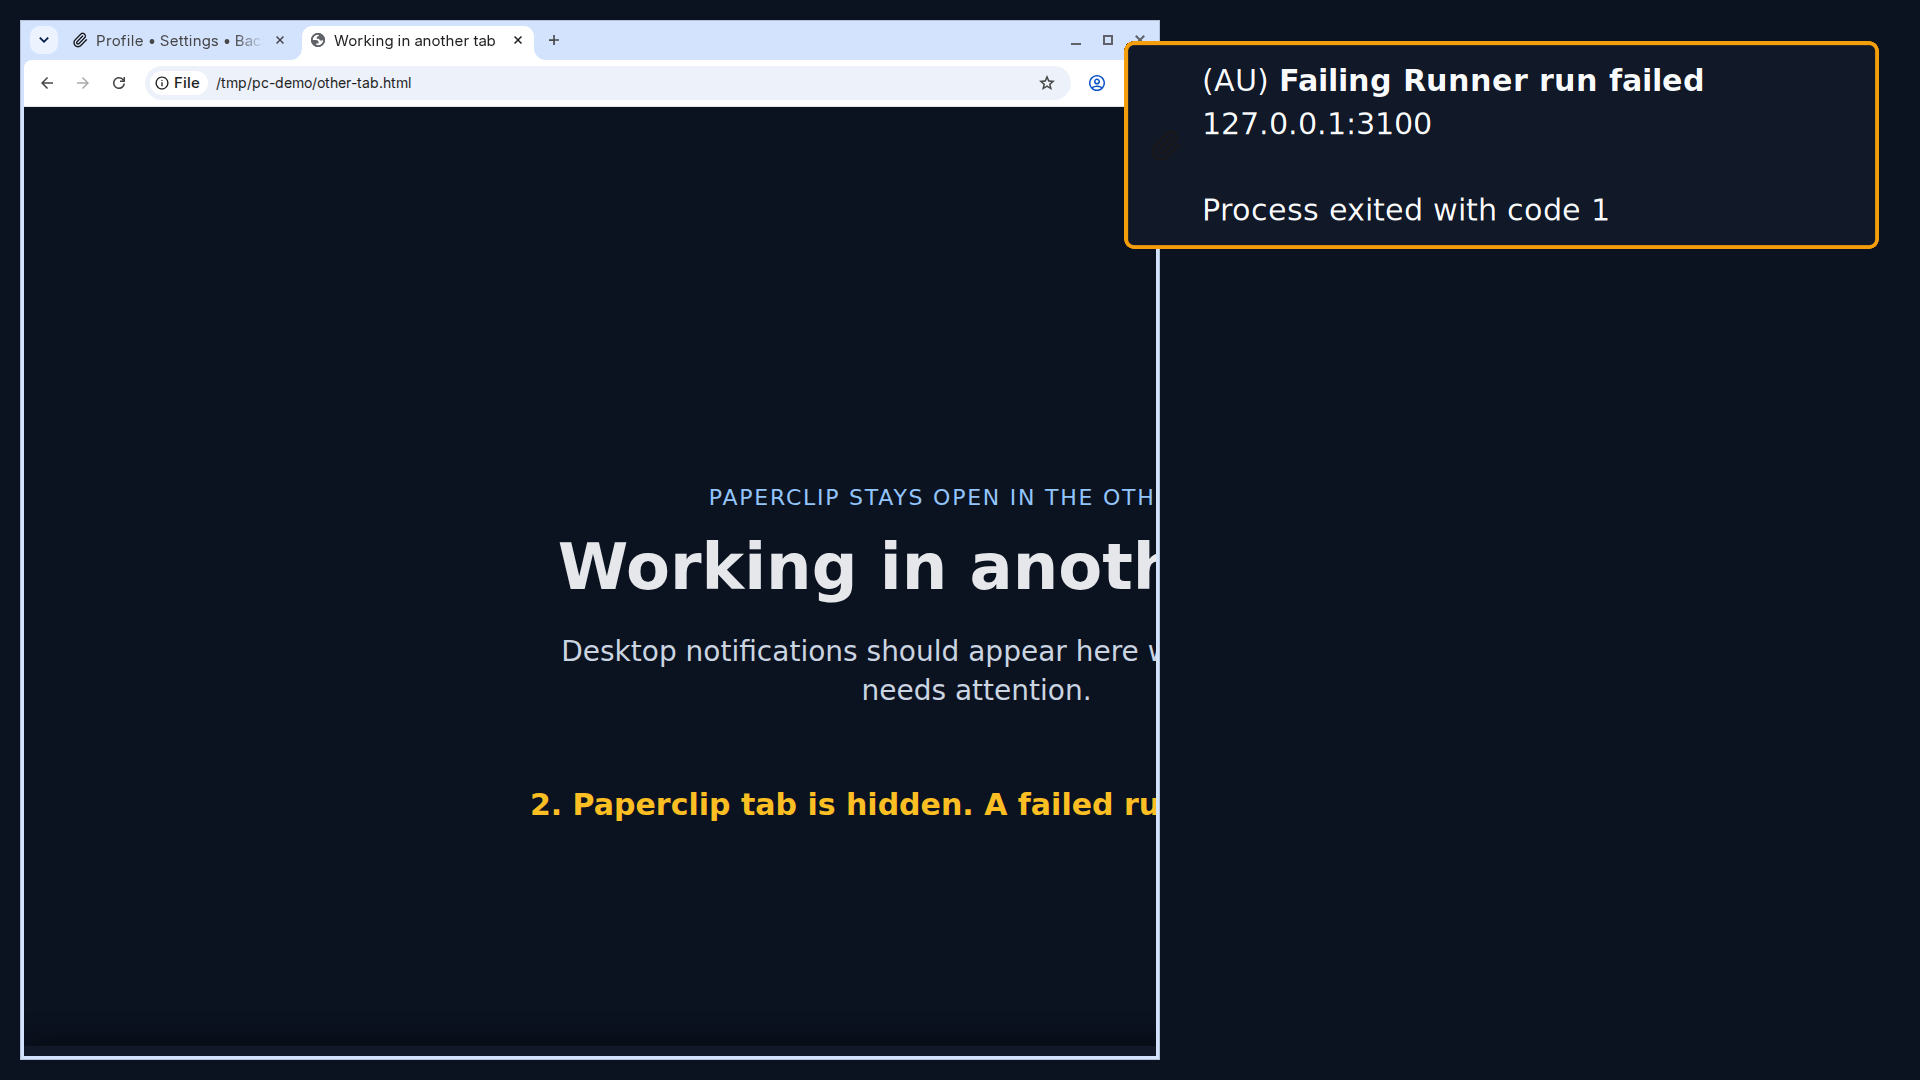 Profile • Settings • Bac
Working in another tab
File
/tmp/pc-demo/other-tab.html
(AU) Failing Runner run failed
127.0.0.1:3100
Process exited with code 1
PAPERCLIP STAYS OPEN IN THE OTH
Working in anoth
Desktop notifications should appear here
needs attention.
2. Paperclip tab is hidden. A failed ru